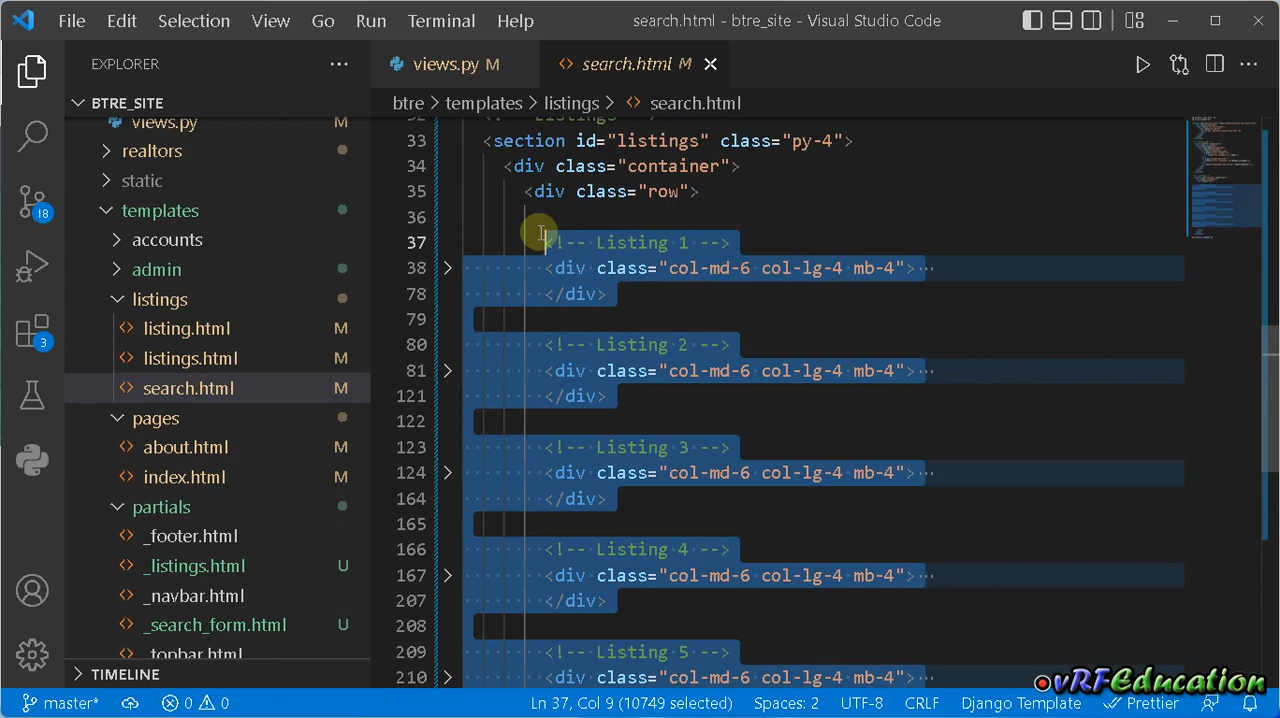 File Edit Selection View Go Run Terminal Help search.html - btre_site - Visual Studio Code
EXPLORER
views.py M
search.html M
BTRE_SITE
btre > templates > listings > search.html
views.py M
realtors
static
templates
accounts
admin
listings
listing.html M
listings.html M
search.html M
pages
about.html M
index.html M
partials
_footer.html
_listings.html U
_navbar.html
_search_form.html U
_topbar.html
TIMELINE
18
3
33 <section id="listings" class="py-4">
34 <div class="container">
35 <div class="row">
36
37 <!-- Listing 1 -->
38 <div class="col-md-6 col-lg-4 mb-4">…
78 </div>
79
80 <!-- Listing 2 -->
81 <div class="col-md-6 col-lg-4 mb-4">…
121 </div>
122
123 <!-- Listing 3 -->
124 <div class="col-md-6 col-lg-4 mb-4">…
164 </div>
165
166 <!-- Listing 4 -->
167 <div class="col-md-6 col-lg-4 mb-4">…
207 </div>
208
209 <!-- Listing 5 -->
210 <div class="col-md-6 col-lg-4 mb-4">…
vRFEducation
master* 0 0 Ln 37, Col 9 (10749 selected) Spaces: 2 UTF-8 CRLF Django Template Prettier